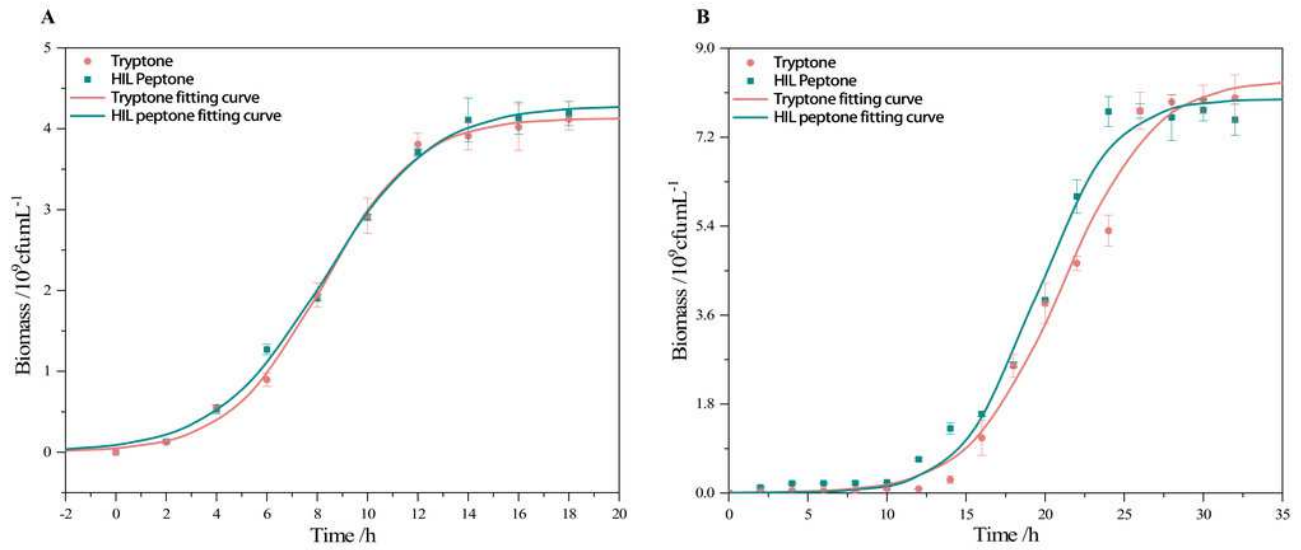 A
Tryptone
HIL Peptone
Tryptone fitting curve
HIL peptone fitting curve
Biomass /10⁹cfumL⁻¹
5
4
3
2
1
0
-2 0 2 4 6 8 10 12 14 16 18 20
Time /h
B
Tryptone
HIL Peptone
Tryptone fitting curve
HIL peptone fitting curve
Biomass /10⁹cfumL⁻¹
9.0
7.2
5.4
3.6
1.8
0.0
0 5 10 15 20 25 30 35
Time /h